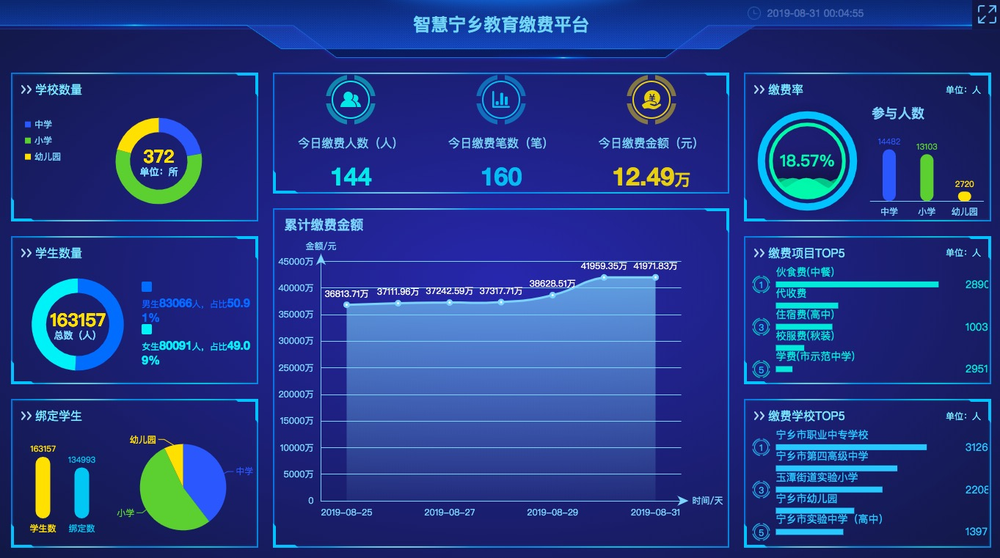 智慧宁乡教育缴费平台
2019-08-31 00:04:55
学校数量
中学
小学
幼儿园
372
单位：所
学生数量
163157
总数（人）
男生83066人，占比50.9
1%
女生80091人，占比49.0
9%
绑定学生
163157
134993
学生数
绑定数
幼儿园
中学
小学
今日缴费人数（人）
今日缴费笔数（笔）
今日缴费金额（元）
144
160
12.49万
累计缴费金额
金额/元
45000万
40000万
35000万
30000万
25000万
20000万
15000万
10000万
5000万
0
36813.71万
37111.96万
37242.59万
37317.71万
38628.51万
41959.35万
41971.83万
2019-08-25
2019-08-27
2019-08-29
2019-08-31
时间/天
缴费率
单位：人
参与人数
18.57%
14482
13103
2720
中学
小学
幼儿园
缴费项目TOP5
单位：人
伙食费(中餐)
1
2890
代收费
住宿费(高中)
3
1003
校服费(秋装)
学费(市示范中学)
5
2951
缴费学校TOP5
单位：人
宁乡市职业中专学校
1
3126
宁乡市第四高级中学
玉潭街道实验小学
3
2208
宁乡市幼儿园
宁乡市实验中学（高中）
5
1397